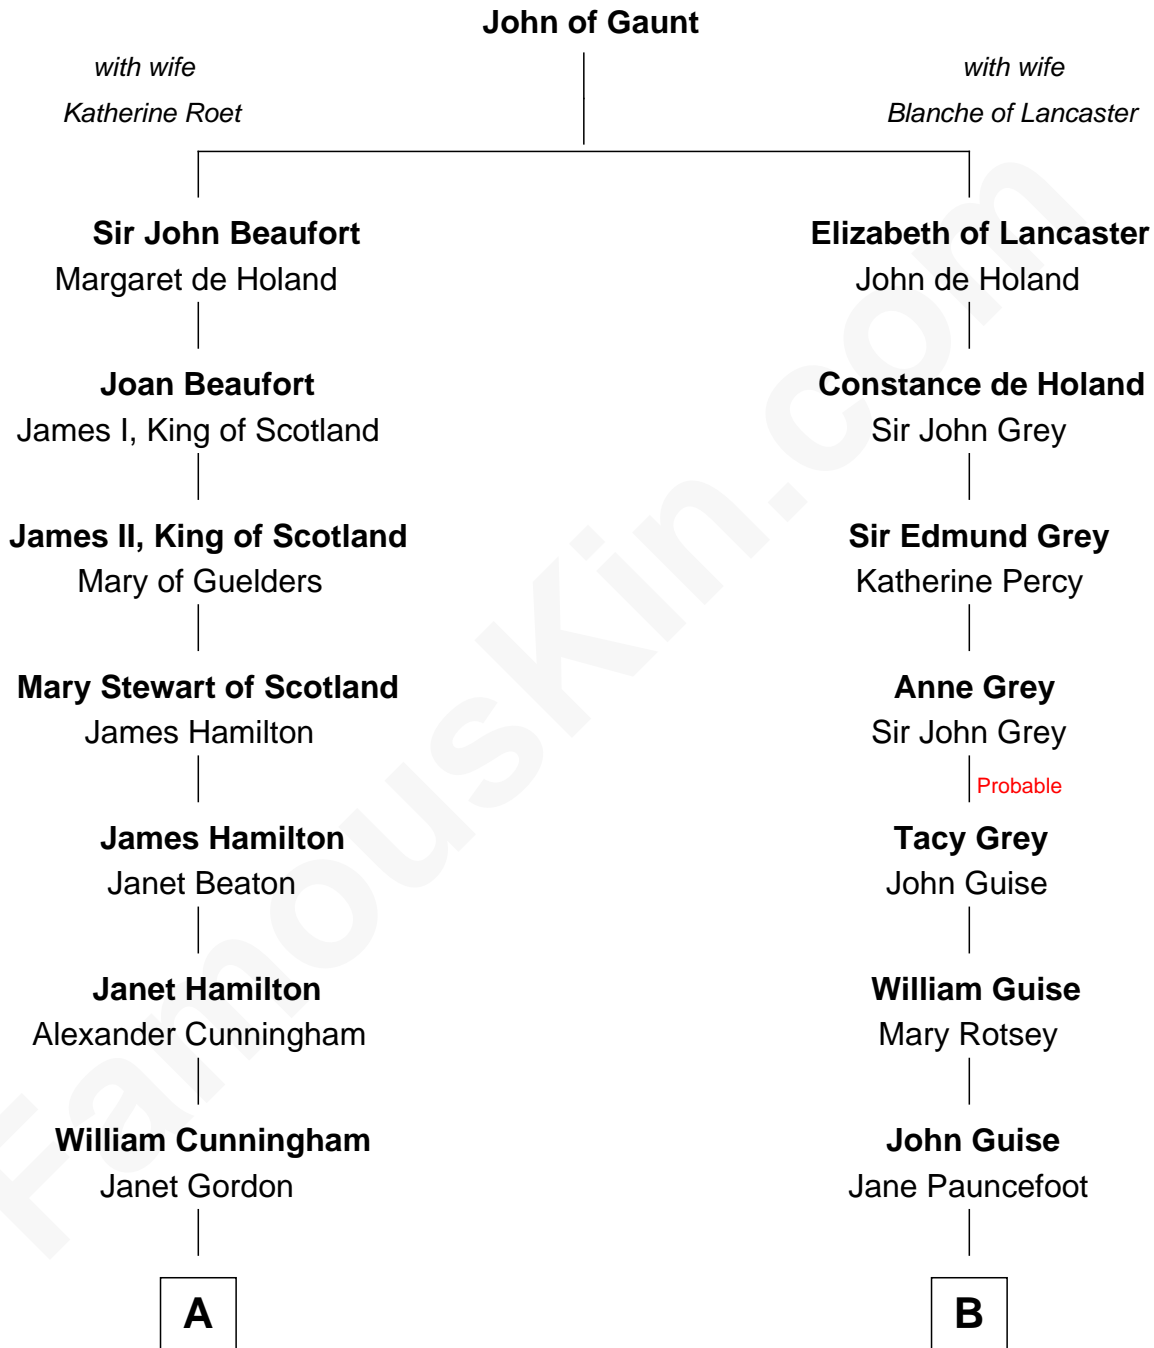 John of Gaunt
with wife
Katherine Roet
with wife
Blanche of Lancaster
Sir John Beaufort
Margaret de Holand
Elizabeth of Lancaster
John de Holand
Joan Beaufort
James I, King of Scotland
Constance de Holand
Sir John Grey
James II, King of Scotland
Mary of Guelders
Sir Edmund Grey
Katherine Percy
Mary Stewart of Scotland
James Hamilton
Anne Grey
Sir John Grey
Probable
James Hamilton
Janet Beaton
Tacy Grey
John Guise
Janet Hamilton
Alexander Cunningham
William Guise
Mary Rotsey
William Cunningham
Janet Gordon
John Guise
Jane Pauncefoot
A
B
FamousKin.com